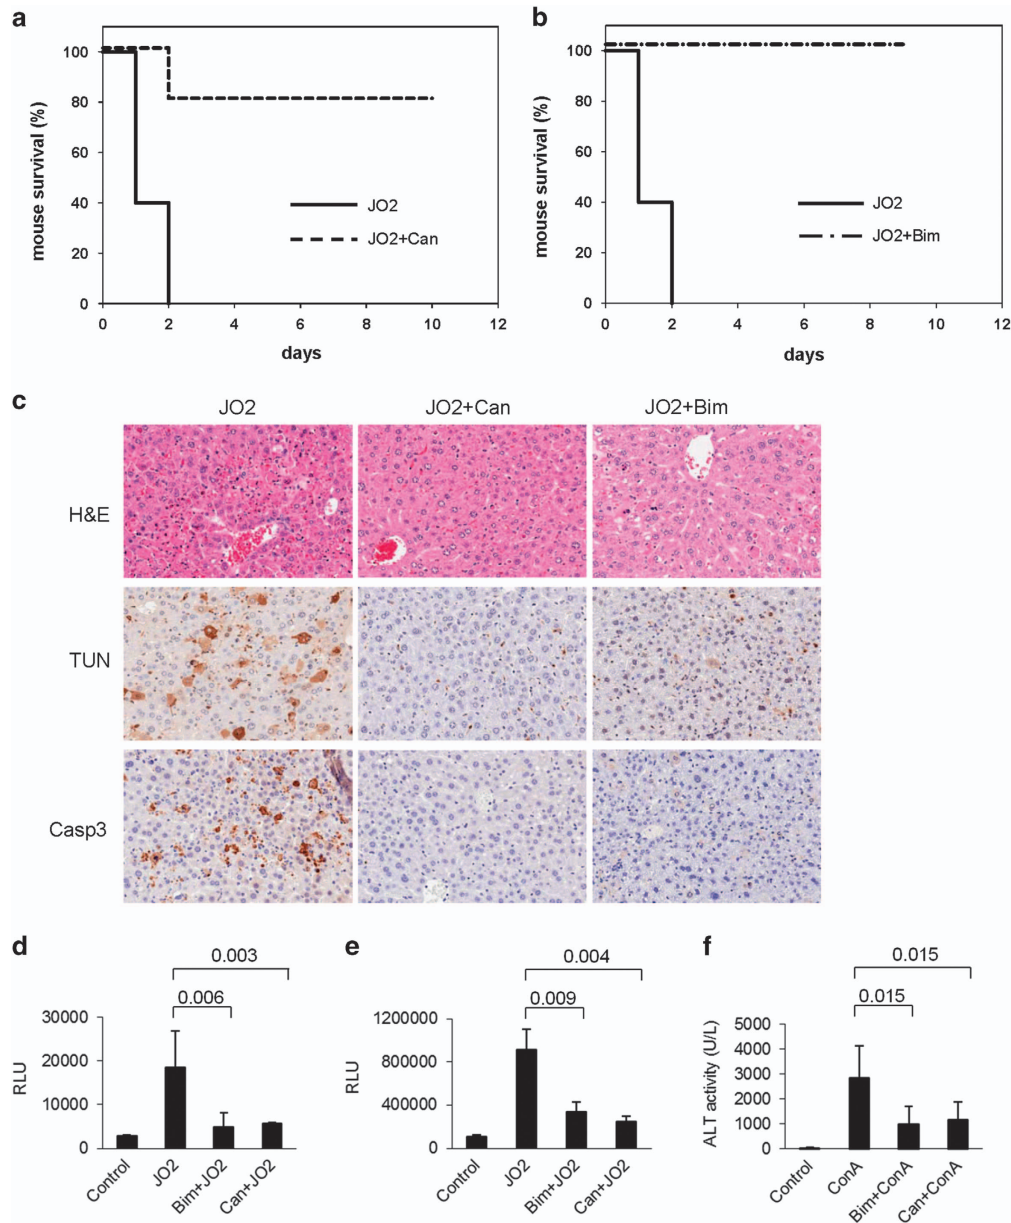 a
mouse survival (%)
100
80
60
40
20
0
0 2 4 6 8 10 12
days
JO2
JO2+Can
b
mouse survival (%)
100
80
60
40
20
0
0 2 4 6 8 10 12
days
JO2
JO2+Bim
c
JO2 JO2+Can JO2+Bim
H&E
TUN
Casp3
d
0.003
0.006
RLU
30000
20000
10000
0
Control JO2 Bim+JO2 Can+JO2
e
0.004
0.009
RLU
1200000
800000
400000
0
Control JO2 Bim+JO2 Can+JO2
f
0.015
0.015
ALT activity (U/L)
5000
4000
3000
2000
1000
0
Control ConA Bim+ConA Can+ConA